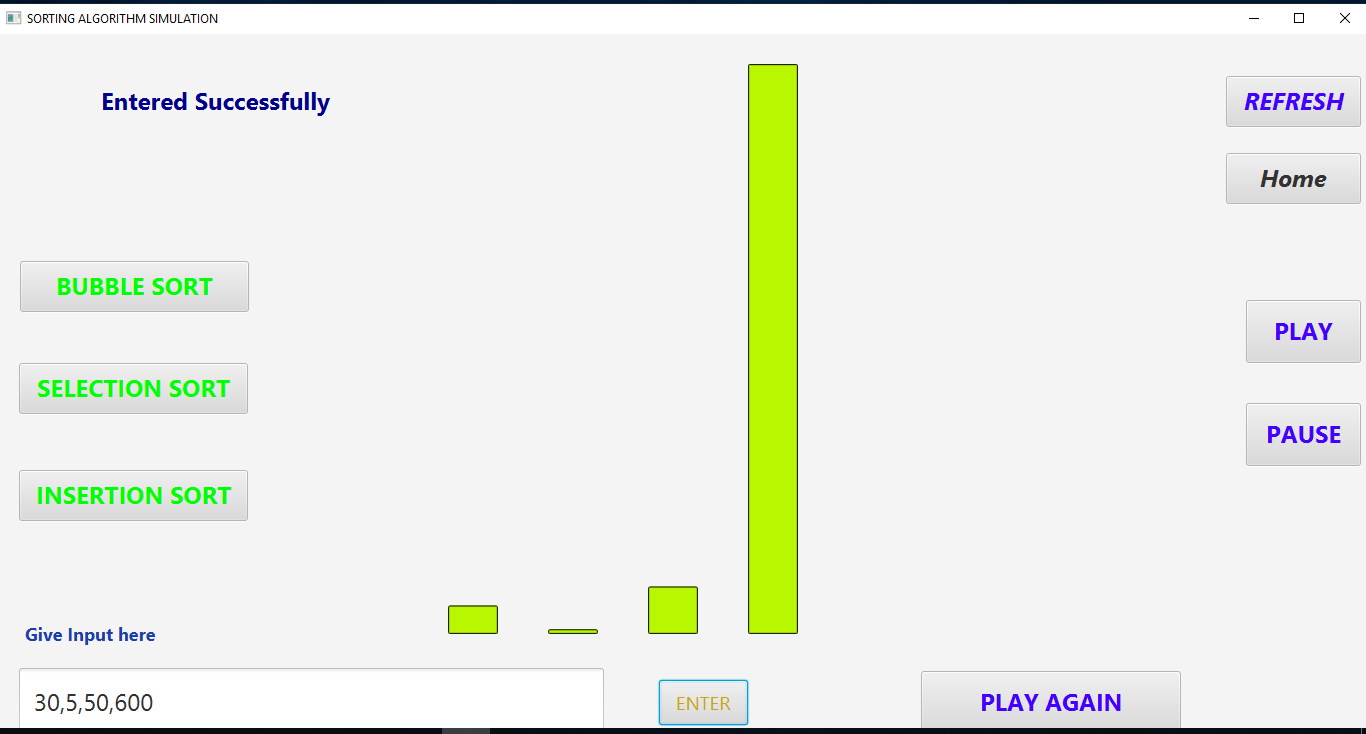 SORTING ALGORITHM SIMULATION
Entered Successfully
REFRESH
Home
BUBBLE SORT
PLAY
SELECTION SORT
PAUSE
INSERTION SORT
Give Input here
30,5,50,600
ENTER
PLAY AGAIN